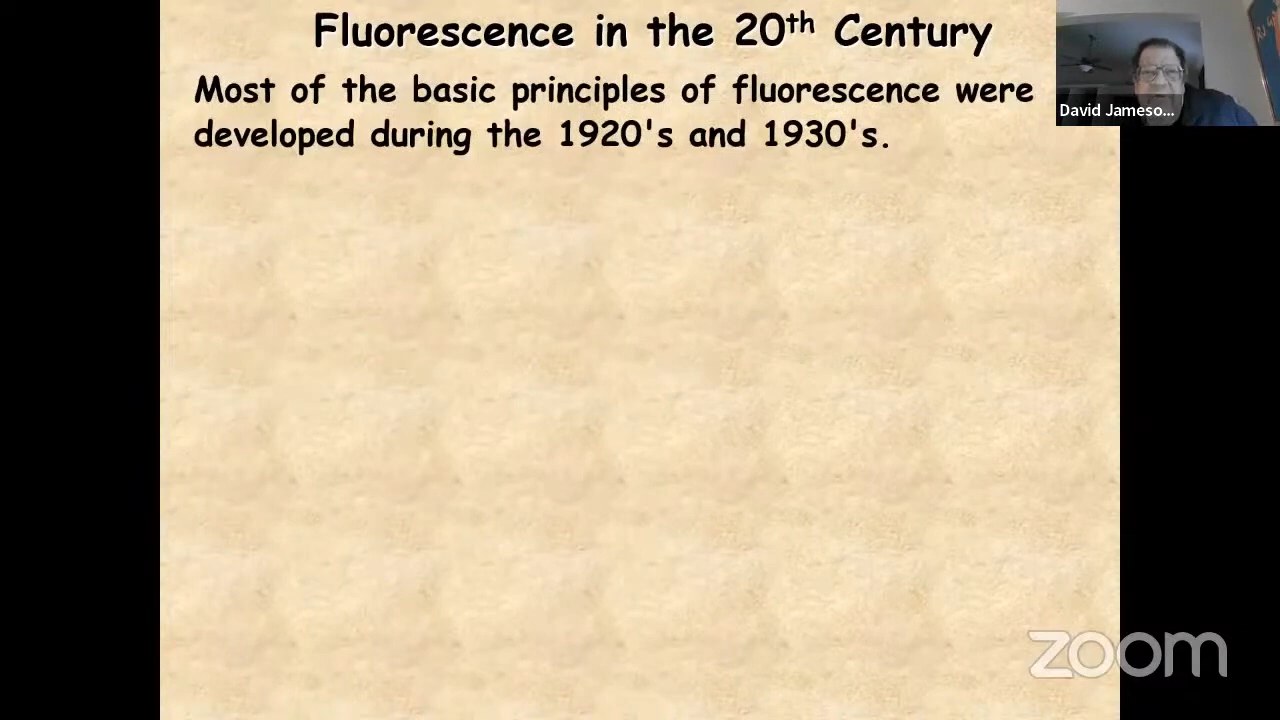 Fluorescence in the 20th Century
Most of the basic principles of fluorescence were
developed during the 1920's and 1930's.
David Jameso...
zoom